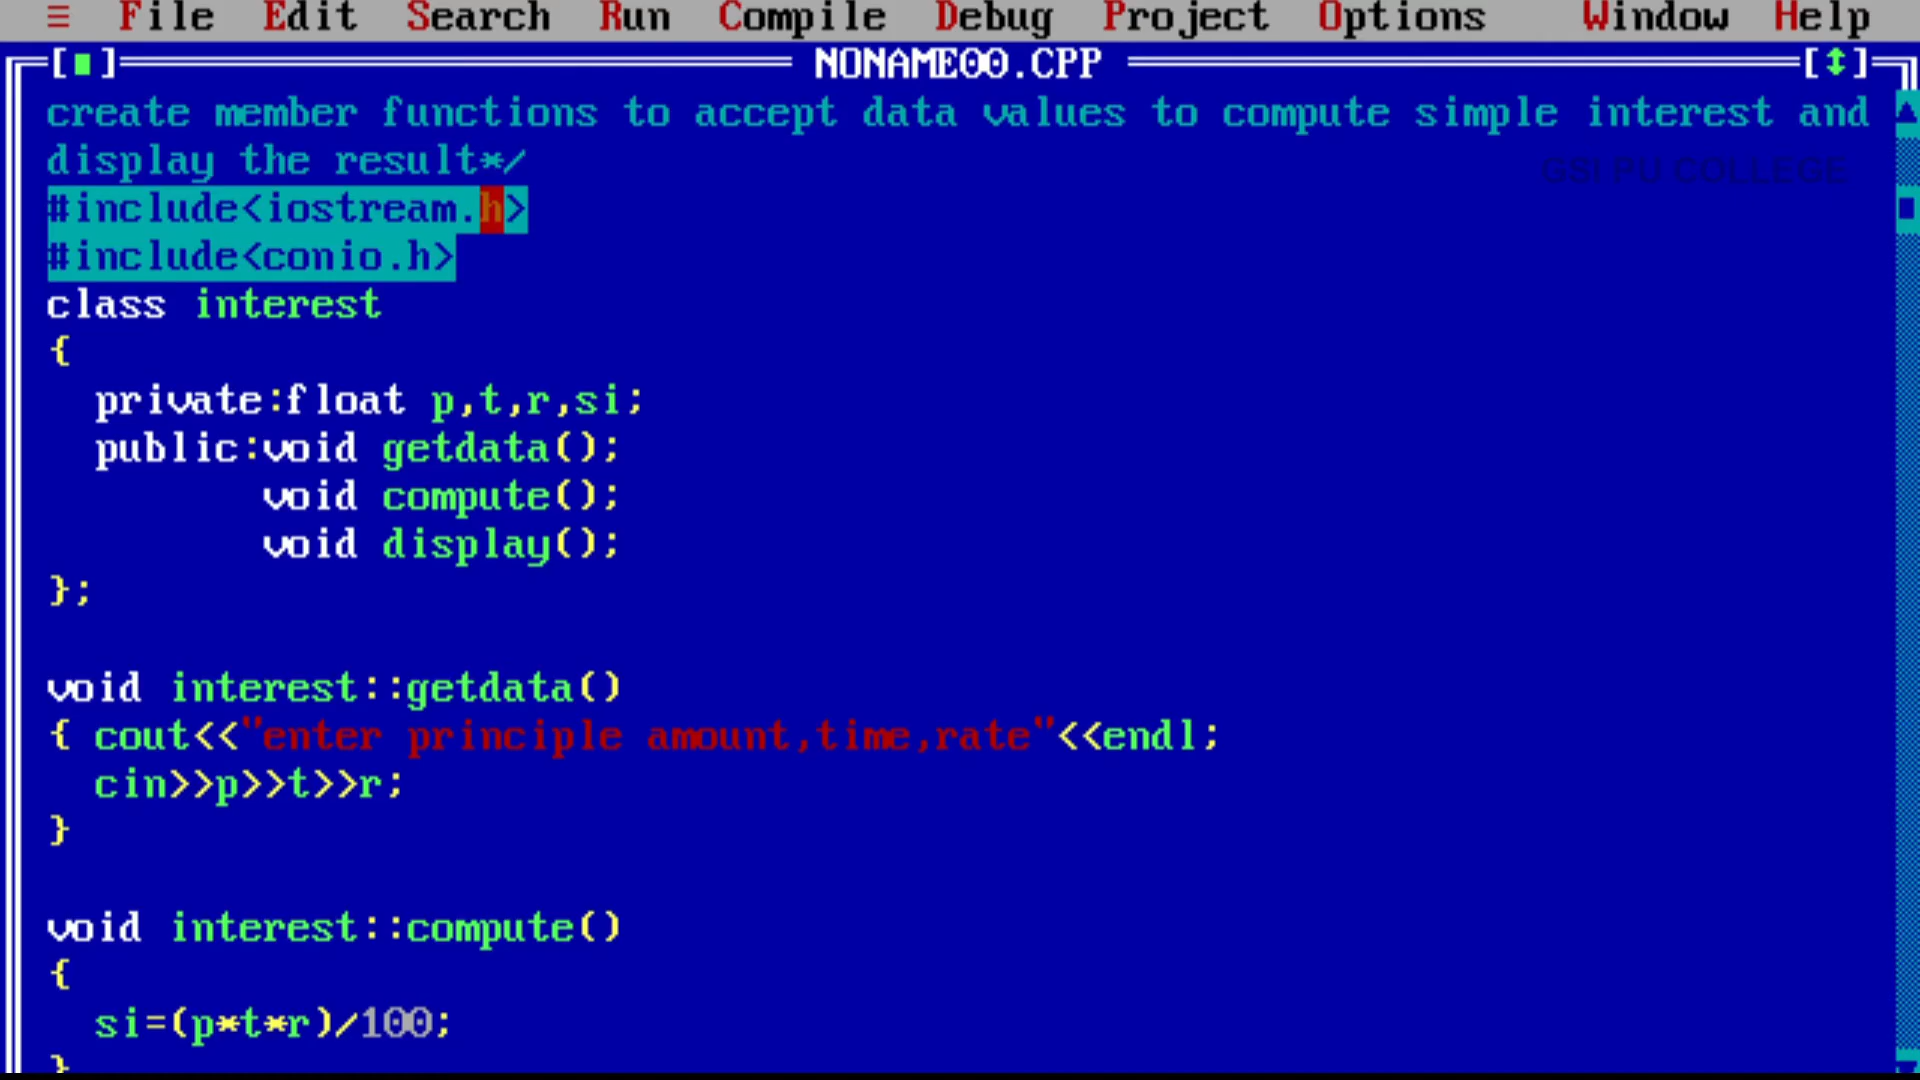 ≡ File Edit Search Run Compile Debug Project Options Window Help
[■] NONAME00.CPP [↕]
create member functions to accept data values to compute simple interest and
display the result*/
GSI PU COLLEGE
#include<iostream.h>
#include<conio.h>
class interest
{
private:float p,t,r,si;
public:void getdata();
void compute();
void display();
};
void interest::getdata()
{ cout<<"enter principle amount,time,rate"<<endl;
cin>>p>>t>>r;
}
void interest::compute()
{
si=(p*t*r)/100;
}